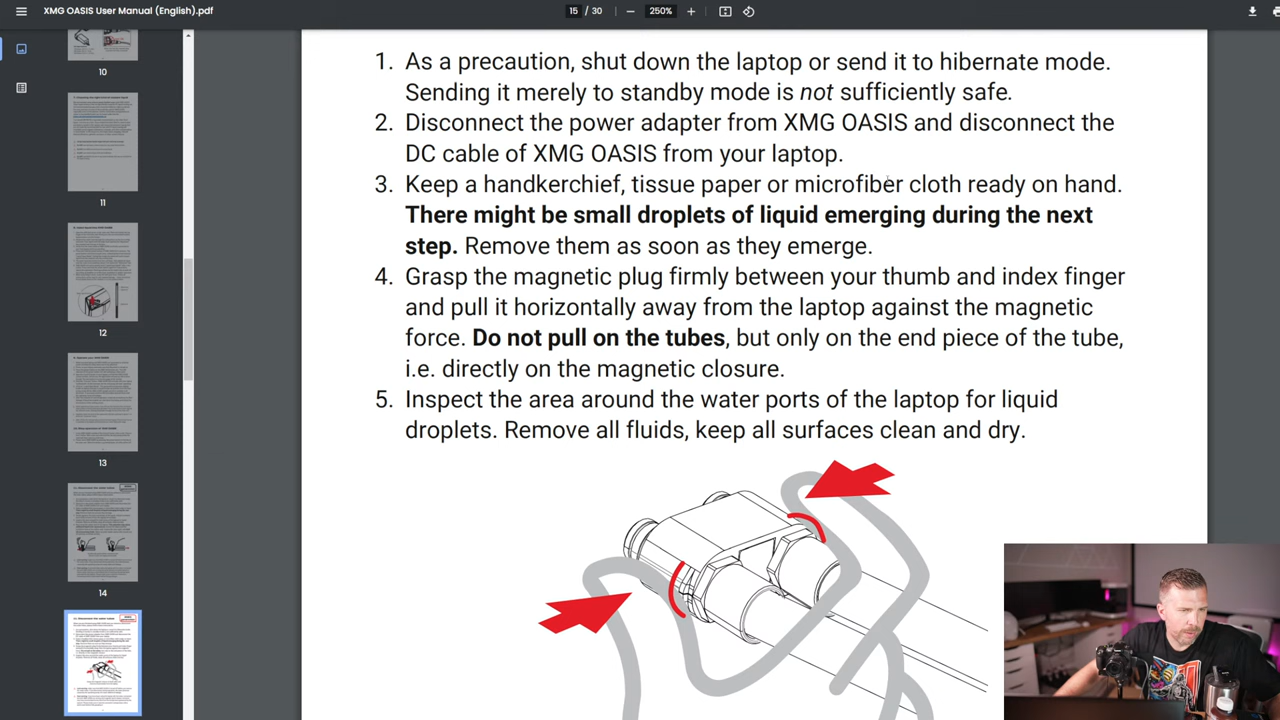 XMG OASIS User Manual (English).pdf
15 / 30
250%
10
11
12
13
14
1. As a precaution, shut down the laptop or send it to hibernate mode.
Sending it merely to standby mode is not sufficiently safe.
2. Disconnect the power adapter from XMG OASIS and disconnect the
DC cable of XMG OASIS from your laptop.
3. Keep a handkerchief, tissue paper or microfiber cloth ready on hand.
There might be small droplets of liquid emerging during the next
step. Remove them as soon as they emerge.
4. Grasp the magnetic plug firmly between your thumb and index finger
and pull it horizontally away from the laptop against the magnetic
force. Do not pull on the tubes, but only on the end piece of the tube,
i.e. directly on the magnetic closure.
5. Inspect the area around the water ports of the laptop for liquid
droplets. Remove all fluids, keep all surfaces clean and dry.